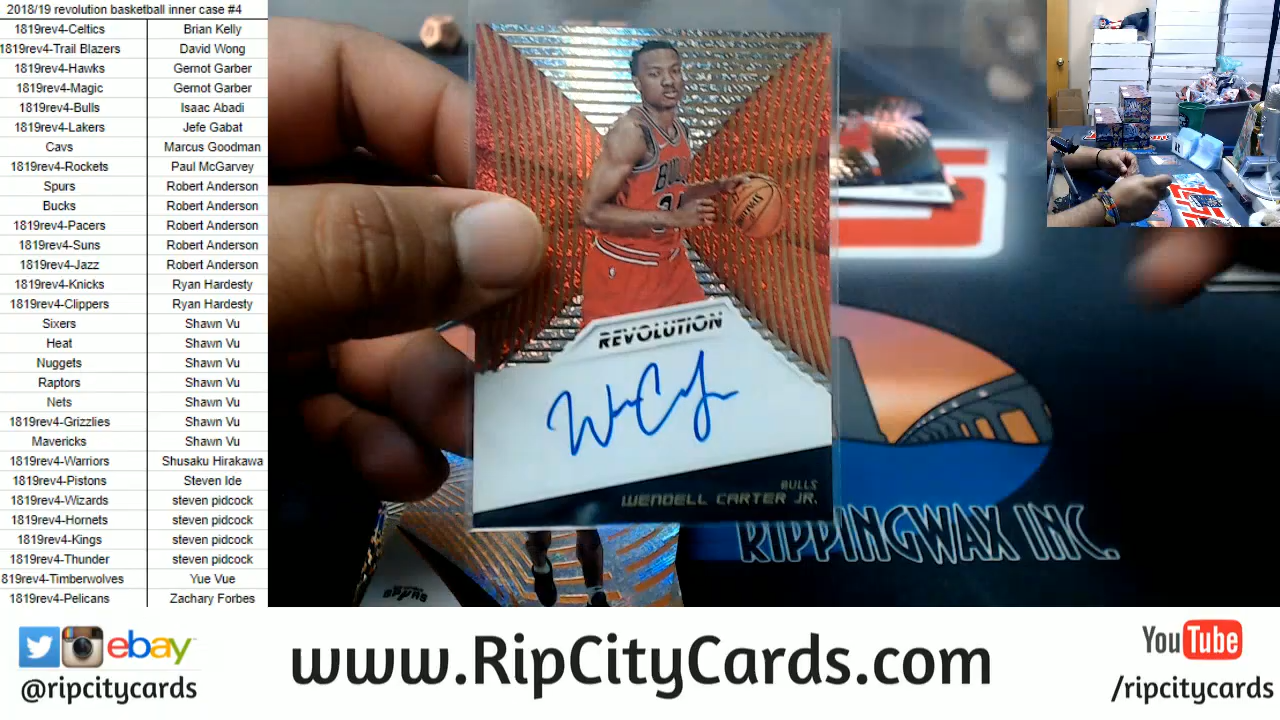 2018/19 revolution basketball inner case #4
1819rev4-Celtics Brian Kelly
1819rev4-Trail Blazers David Wong
1819rev4-Hawks Gernot Garber
1819rev4-Magic Gernot Garber
1819rev4-Bulls Isaac Abadi
1819rev4-Lakers Jefe Gabat
Cavs Marcus Goodman
1819rev4-Rockets Paul McGarvey
Spurs Robert Anderson
Bucks Robert Anderson
1819rev4-Pacers Robert Anderson
1819rev4-Suns Robert Anderson
1819rev4-Jazz Robert Anderson
1819rev4-Knicks Ryan Hardesty
1819rev4-Clippers Ryan Hardesty
Sixers Shawn Vu
Heat Shawn Vu
Nuggets Shawn Vu
Raptors Shawn Vu
Nets Shawn Vu
1819rev4-Grizzlies Shawn Vu
Mavericks Shawn Vu
1819rev4-Warriors Shusaku Hirakawa
1819rev4-Pistons Steven Ide
1819rev4-Wizards steven pidcock
1819rev4-Hornets steven pidcock
1819rev4-Kings steven pidcock
1819rev4-Thunder steven pidcock
819rev4-Timberwolves Yue Vue
1819rev4-Pelicans Zachary Forbes
REVOLUTION
BULLS
WENDELL CARTER JR.
SPURS
RIPPINGWAX INC.
ebay
@ripcitycards
www.RipCityCards.com
YouTube
/ripcitycards